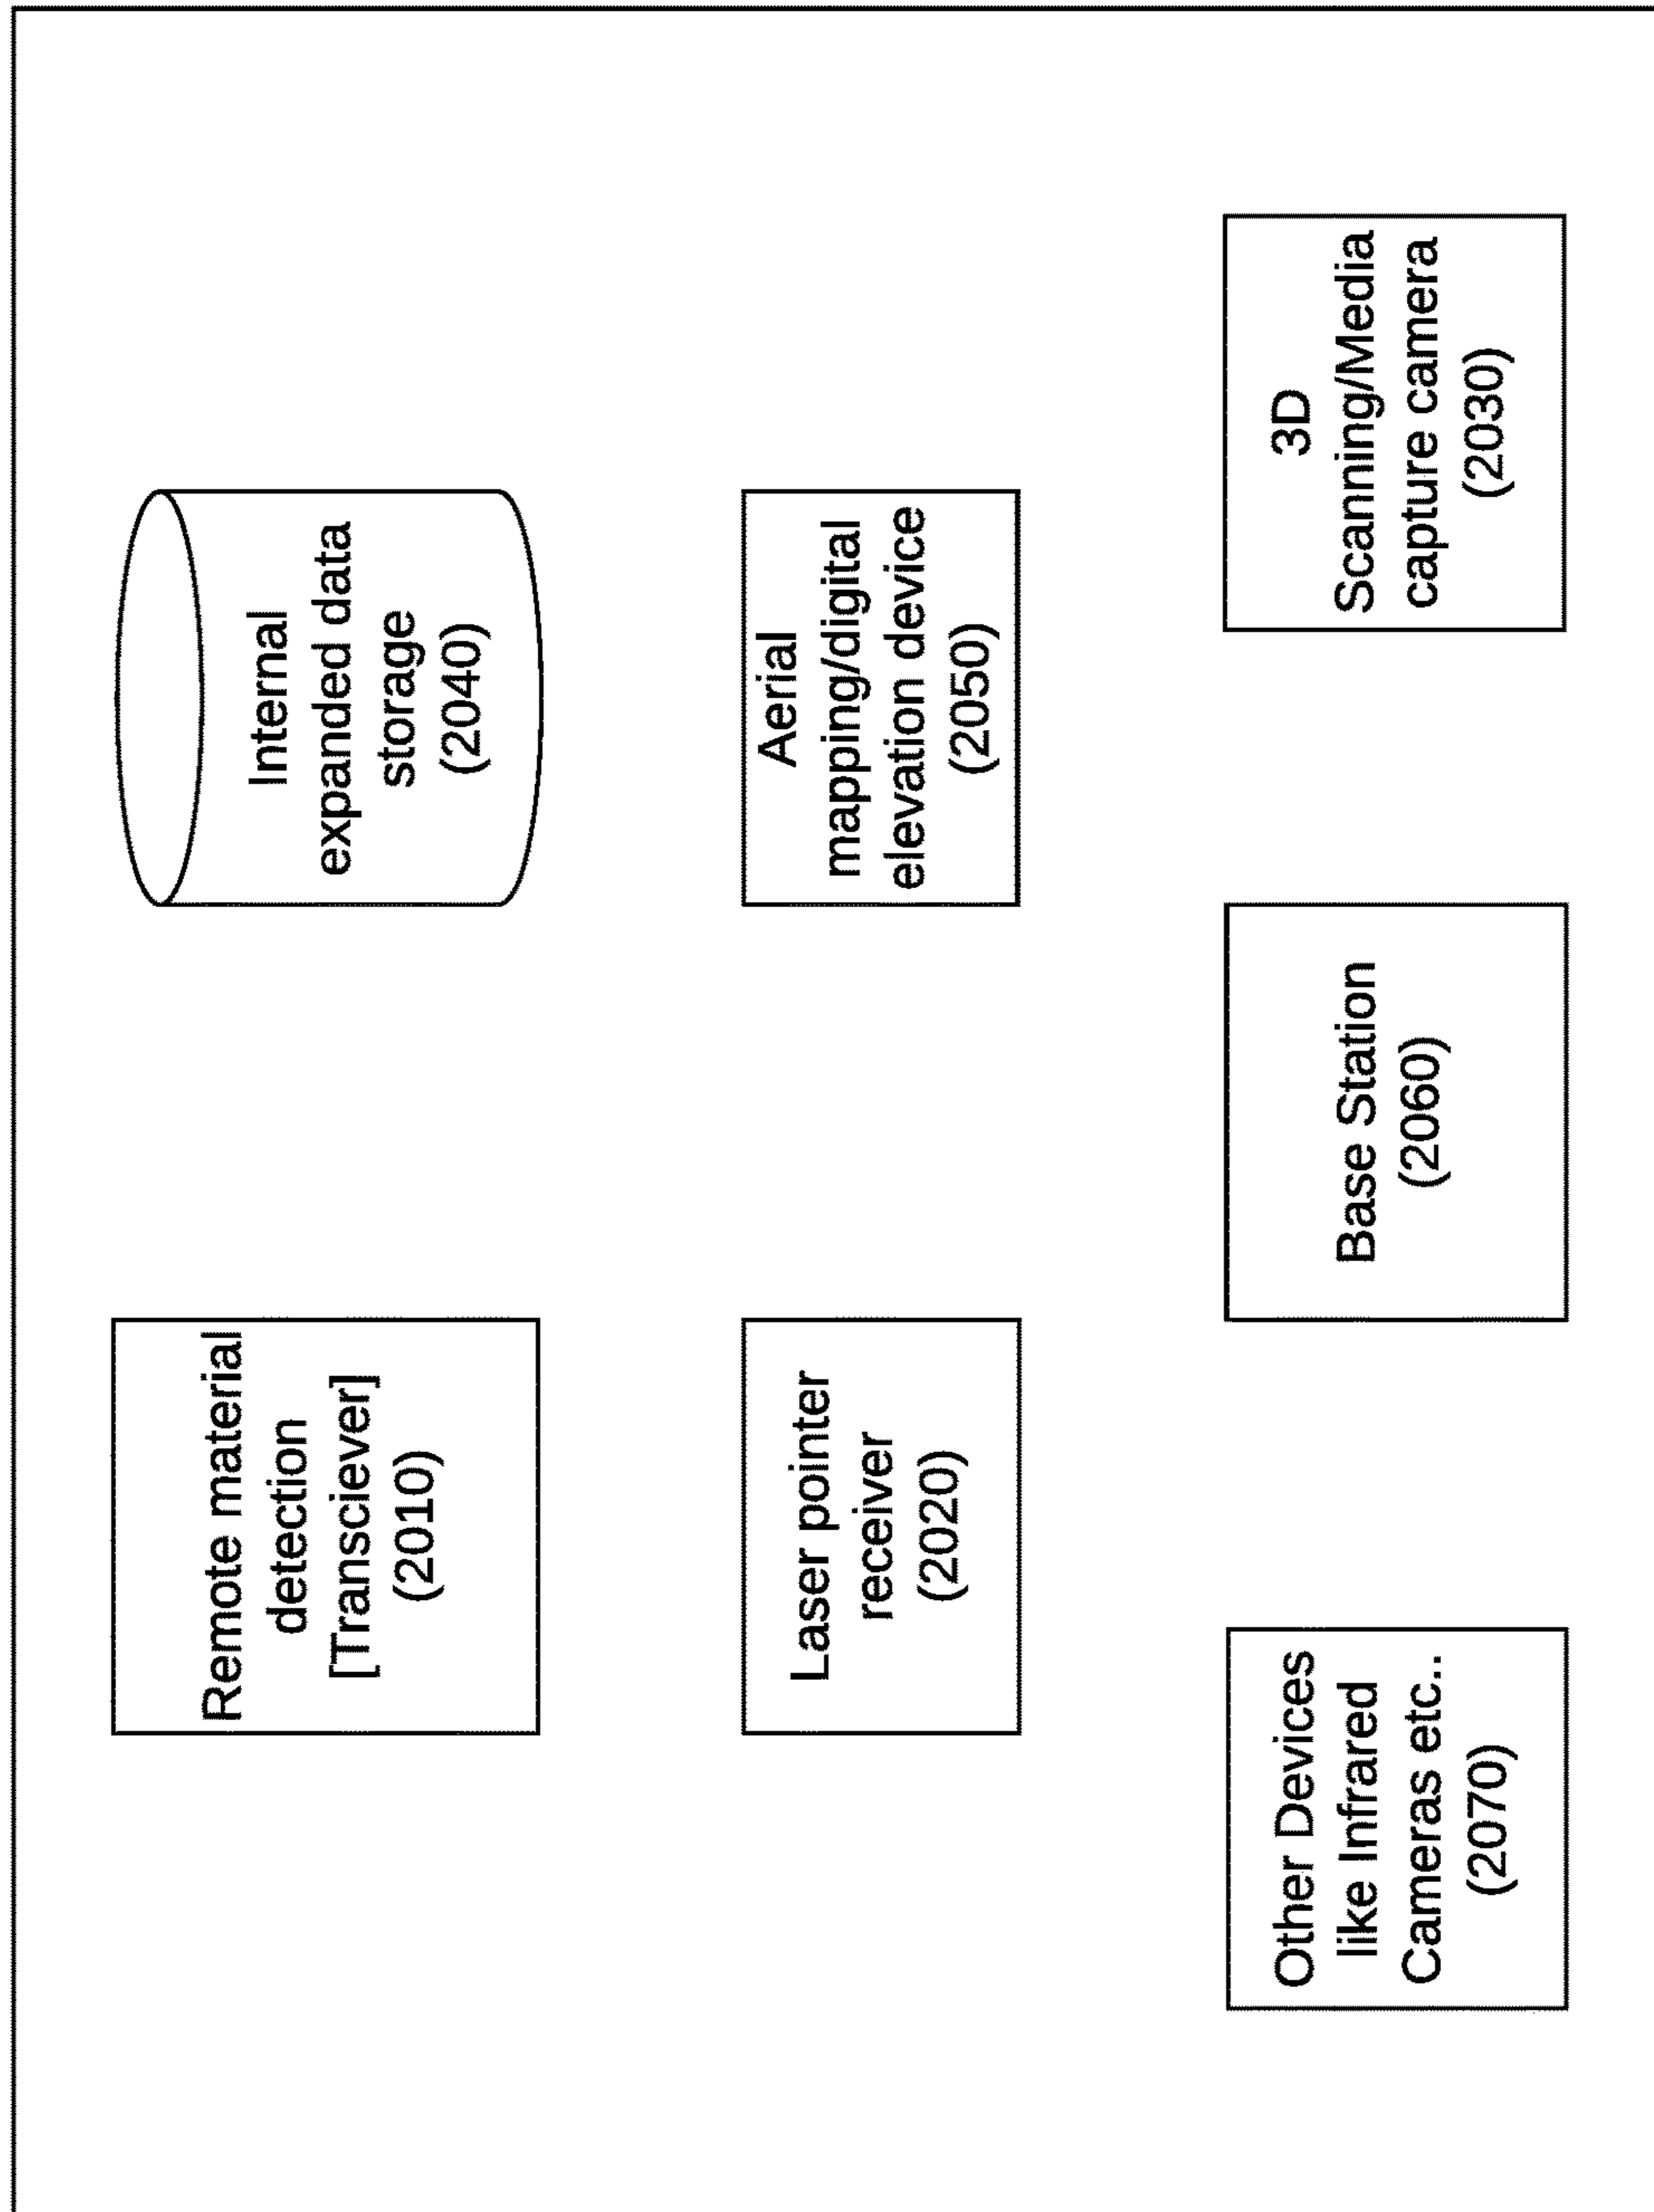 Remote material
detection
[Transciever]
(2010)
Internal
expanded data
storage
(2040)
Laser pointer
receiver
(2020)
Aerial
mapping/digital
elevation device
(2050)
Other Devices
like Infrared
Cameras etc..
(2070)
Base Station
(2060)
3D
Scanning/Media
capture camera
(2030)